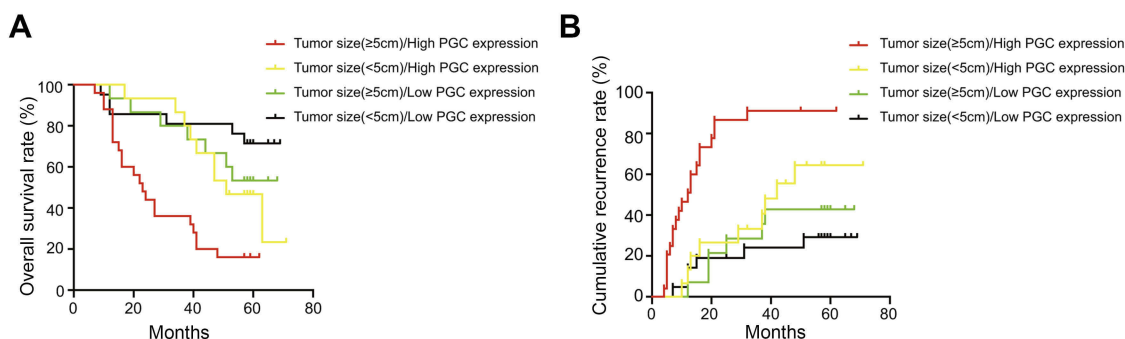 A
Tumor size(≥5cm)/High PGC expression
Tumor size(<5cm)/High PGC expression
Tumor size(≥5cm)/Low PGC expression
Tumor size(<5cm)/Low PGC expression
Overall survival rate (%)
100
80
60
40
20
0
0 20 40 60 80
Months
B
Tumor size(≥5cm)/High PGC expression
Tumor size(<5cm)/High PGC expression
Tumor size(≥5cm)/Low PGC expression
Tumor size(<5cm)/Low PGC expression
Cumulative recurrence rate (%)
100
80
60
40
20
0
0 20 40 60 80
Months